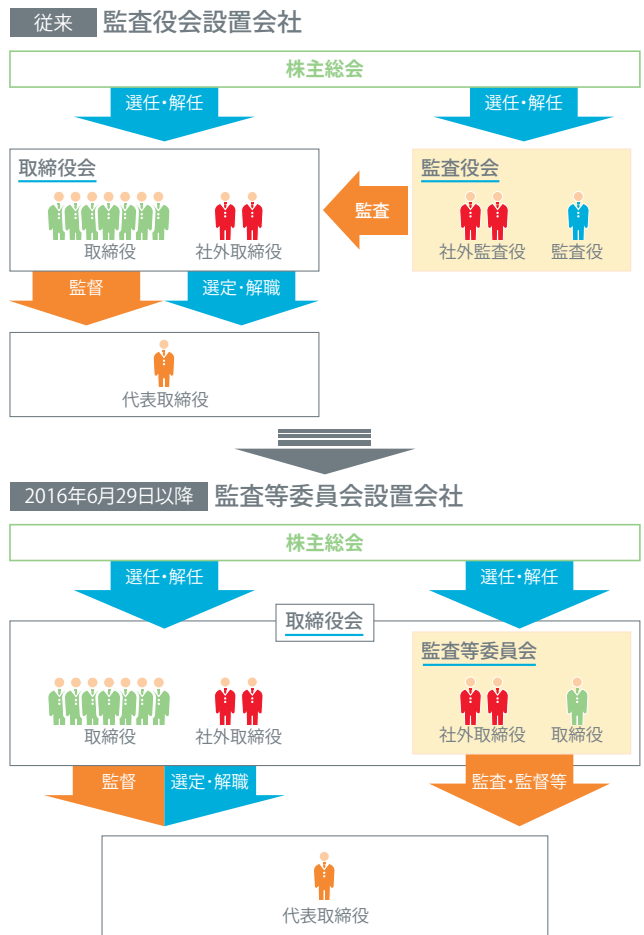 従来 監査役会設置会社
株主総会
選任・解任 選任・解任
取締役会 監査役会
監査
取締役 社外取締役 社外監査役 監査役
監督 選定・解職
代表取締役
2016年6月29日以降 監査等委員会設置会社
株主総会
選任・解任 選任・解任
取締役会
監査等委員会
取締役 社外取締役 社外取締役 取締役
監督 選定・解職 監査・監督等
代表取締役